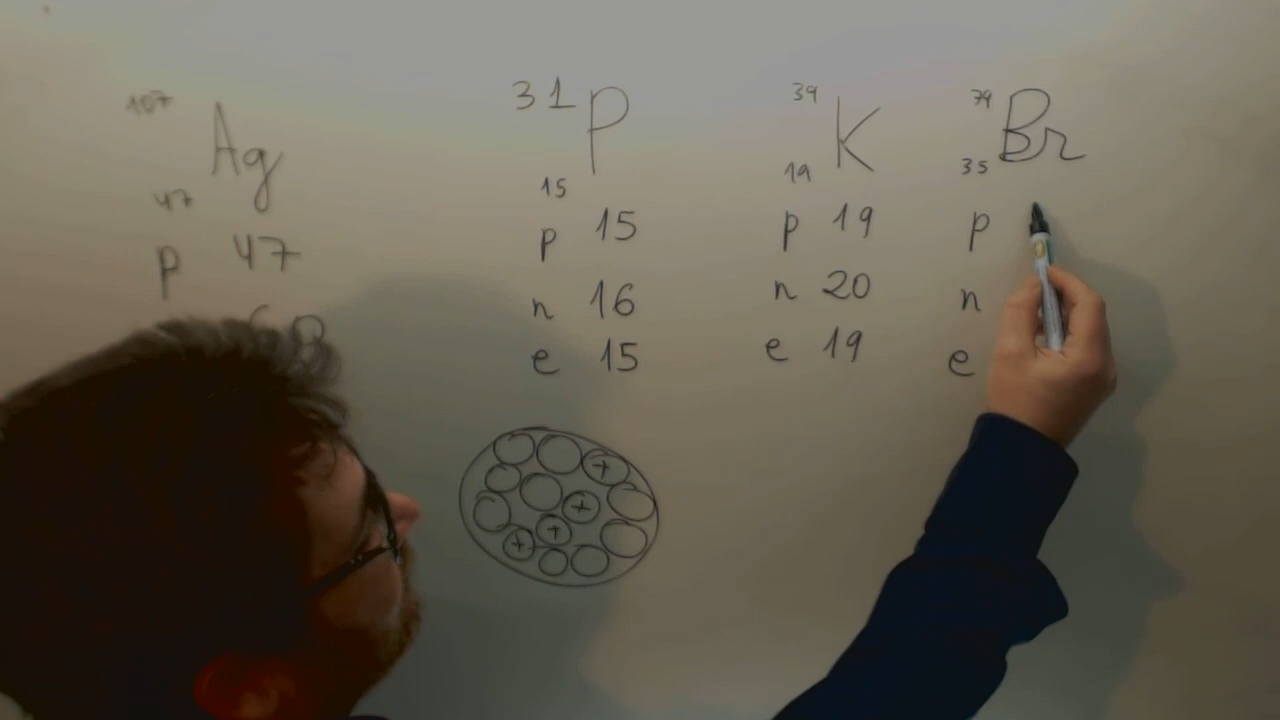 107 Ag 47
p 47
31 P 15
p 15
n 16
e 15
39 K 19
p 19
n 20
e 19
79 Br 35
p
n
e
+
+
+
+